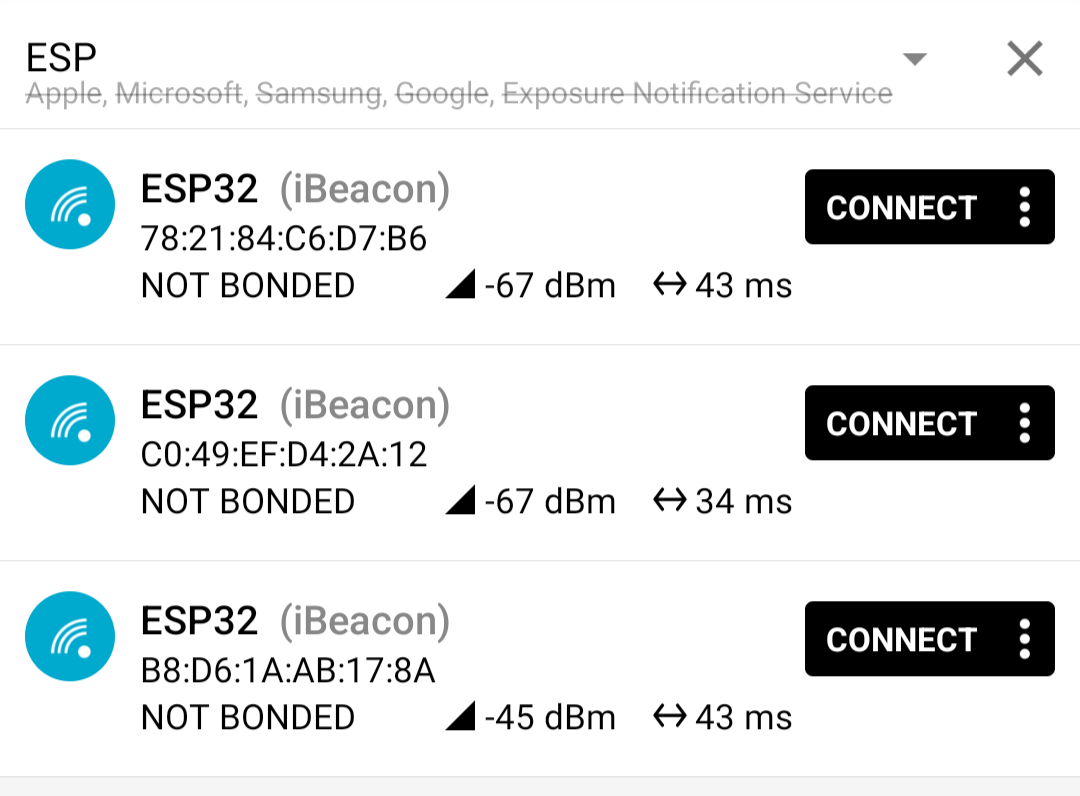 ESP
Apple, Microsoft, Samsung, Google, Exposure Notification Service
ESP32 (iBeacon)
CONNECT
78:21:84:C6:D7:B6
NOT BONDED -67 dBm ↔ 43 ms
ESP32 (iBeacon)
CONNECT
C0:49:EF:D4:2A:12
NOT BONDED -67 dBm ↔ 34 ms
ESP32 (iBeacon)
CONNECT
B8:D6:1A:AB:17:8A
NOT BONDED -45 dBm ↔ 43 ms